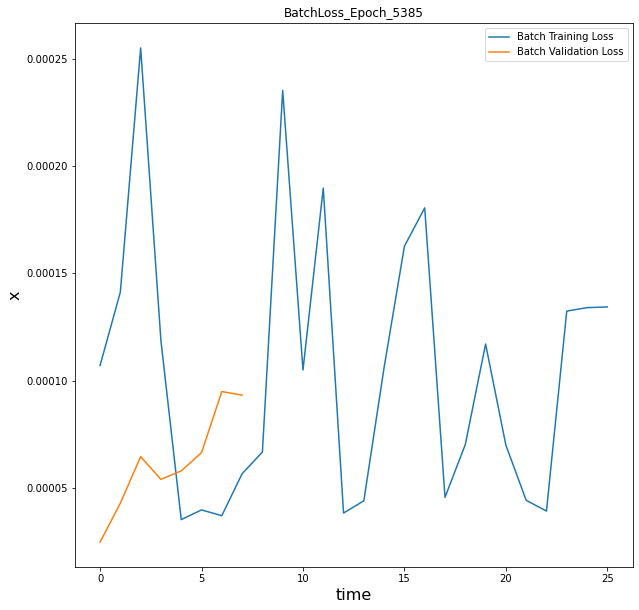 BatchLoss_Epoch_5385
Batch Training Loss
Batch Validation Loss
0.00025
0.00020
0.00015
0.00010
0.00005
x
0 5 10 15 20 25
time